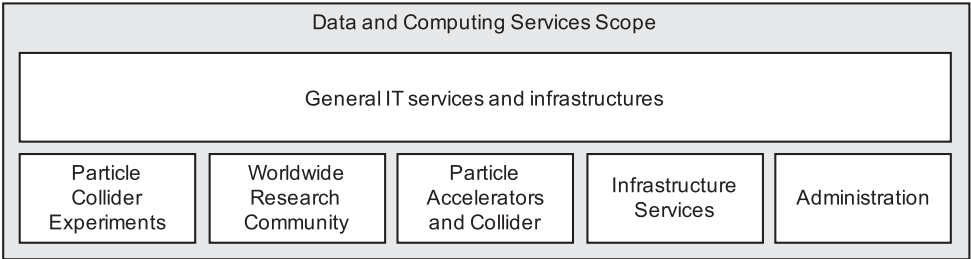 Data and Computing Services Scope
General IT services and infrastructures
Particle
Collider
Experiments
Worldwide
Research
Community
Particle
Accelerators
and Collider
Infrastructure
Services
Administration